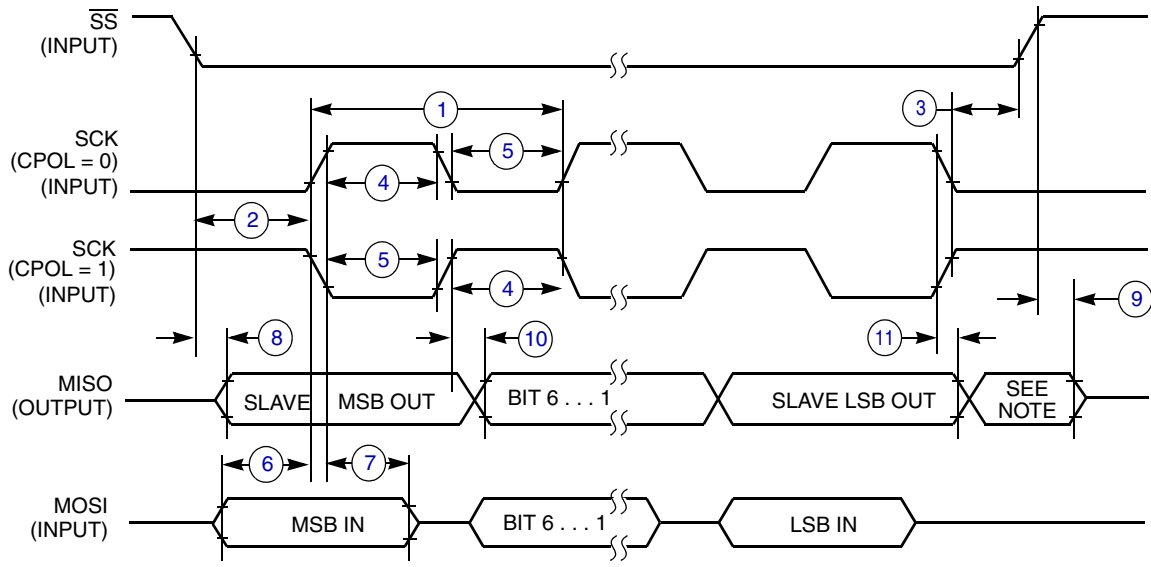 SS
(INPUT)
1
3
SCK
(CPOL = 0)
(INPUT)
5
4
2
SCK
(CPOL = 1)
(INPUT)
5
4
9
8
10
11
MISO
(OUTPUT)
SLAVE MSB OUT
BIT 6 . . . 1
SLAVE LSB OUT
SEE
NOTE
6
7
MOSI
(INPUT)
MSB IN
BIT 6 . . . 1
LSB IN